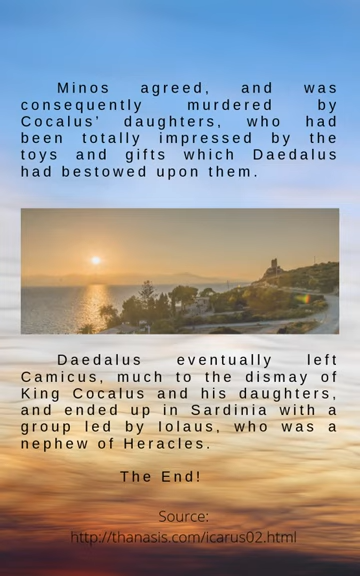 Minos agreed, and was
consequently murdered by
Cocalus' daughters, who had
been totally impressed by the
toys and gifts which Daedalus
had bestowed upon them.
Daedalus eventually left
Camicus, much to the dismay of
King Cocalus and his daughters,
and ended up in Sardinia with a
group led by Iolaus, who was a
nephew of Heracles.
The End!
Source:
http://thanasis.com/icarus02.html